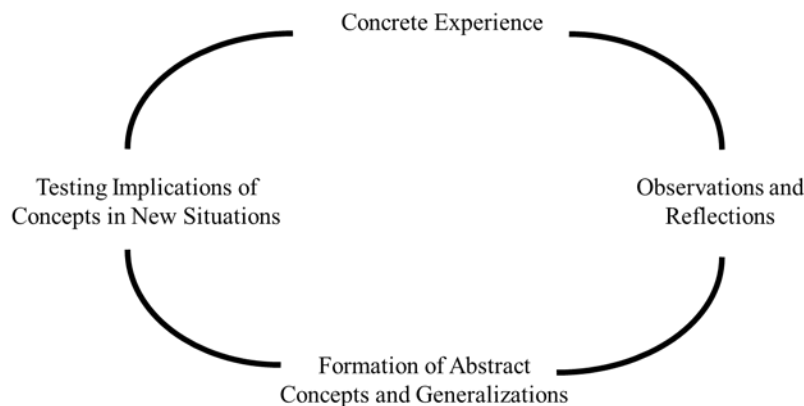 Concrete Experience
Testing Implications of
Concepts in New Situations
Observations and
Reflections
Formation of Abstract
Concepts and Generalizations